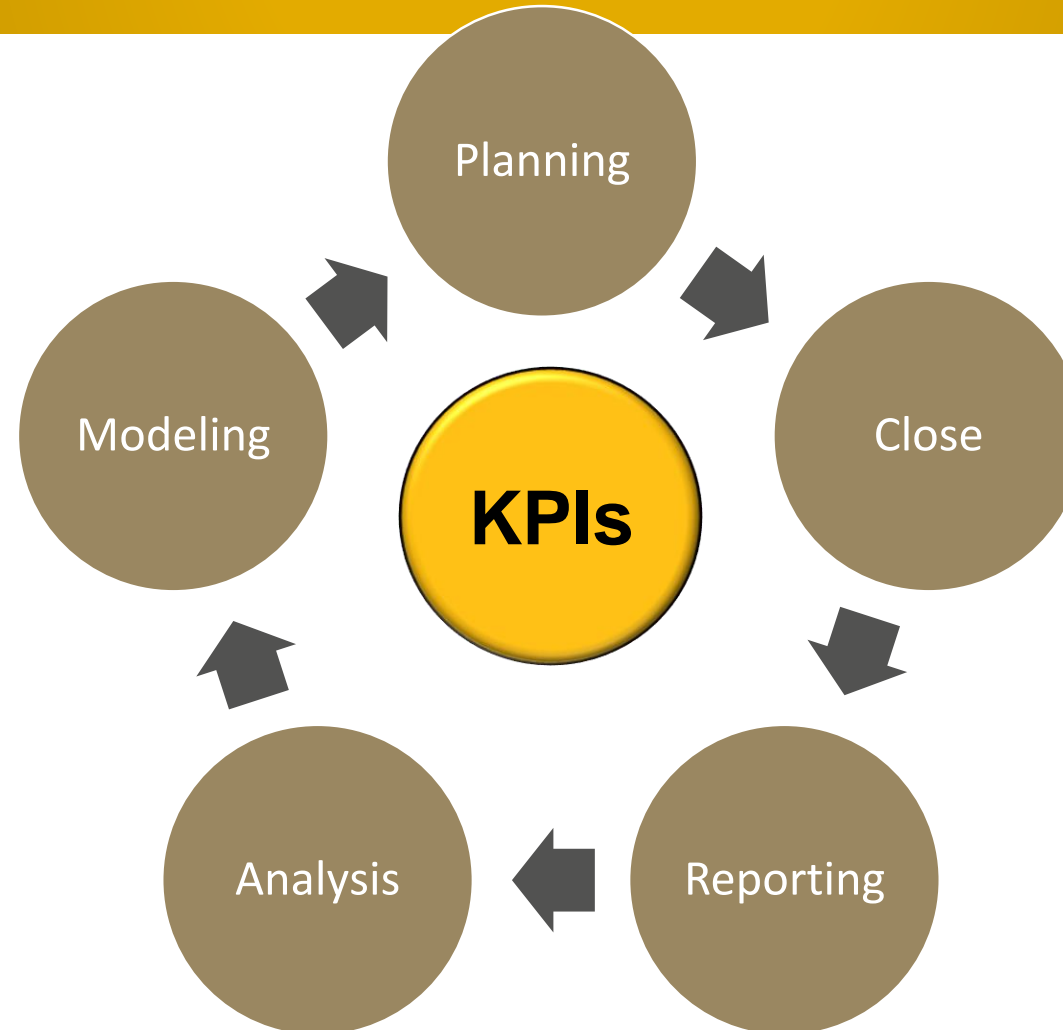 Planning
Close
Reporting
Analysis
Modeling
KPIs